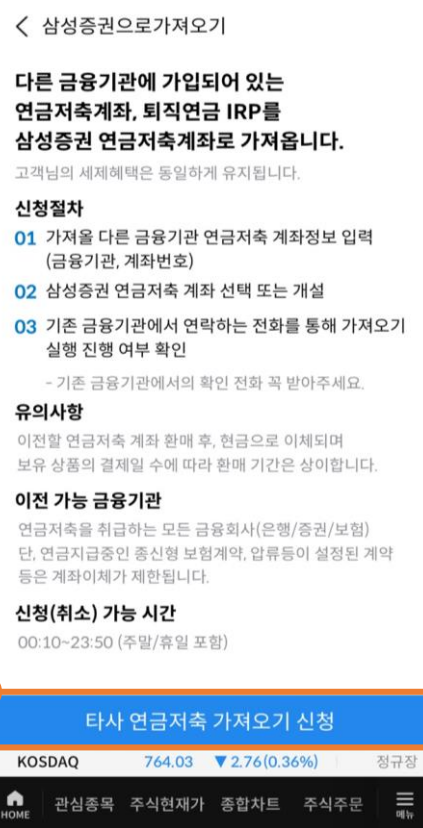 삼성증권으로가져오기
다른 금융기관에 가입되어 있는
연금저축계좌, 퇴직연금 IRP를
삼성증권 연금저축계좌로 가져옵니다.
고객님의 세제혜택은 동일하게 유지됩니다.
신청절차
01 가져올 다른 금융기관 연금저축 계좌정보 입력
(금융기관, 계좌번호)
02 삼성증권 연금저축 계좌 선택 또는 개설
03 기존 금융기관에서 연락하는 전화를 통해 가져오기
실행 진행 여부 확인
- 기존 금융기관에서의 확인 전화 꼭 받아주세요.
유의사항
이전할 연금저축 계좌 환매 후, 현금으로 이체되며
보유 상품의 결제일 수에 따라 환매 기간은 상이합니다.
이전 가능 금융기관
연금저축을 취급하는 모든 금융회사(은행/증권/보험)
단, 연금지급중인 종신형 보험계약, 압류등이 설정된 계약
등은 계좌이체가 제한됩니다.
신청(취소) 가능 시간
00:10~23:50 (주말/휴일 포함)
타사 연금저축 가져오기 신청
KOSDAQ 764.03 ▼2.76(0.36%) 정규장
HOME 관심종목 주식현재가 종합차트 주식주문 메뉴